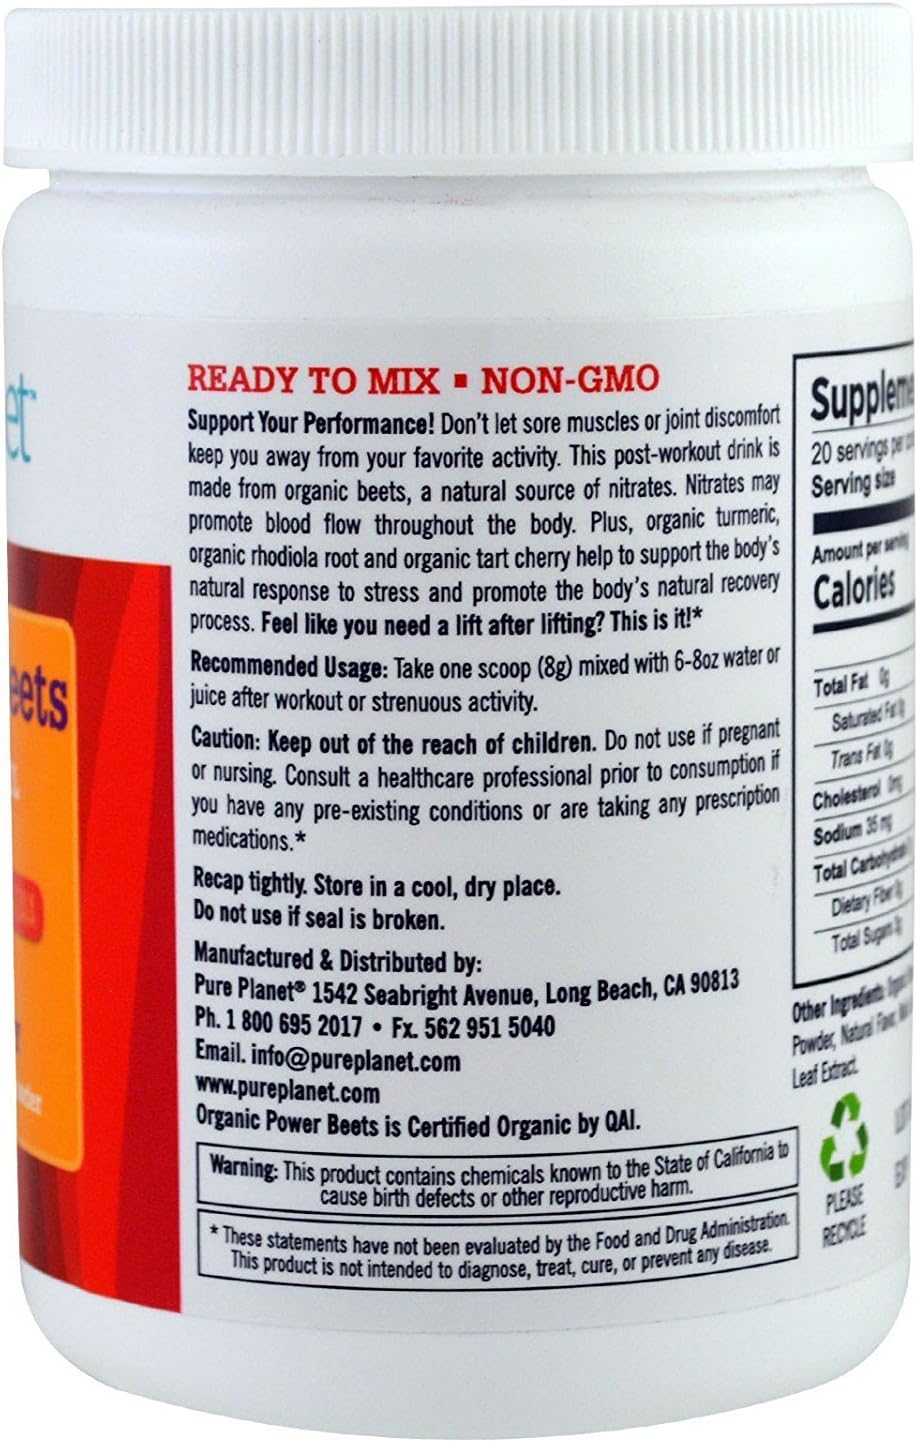 et™
eets
READY TO MIX ▪ NON-GMO
Support Your Performance! Don't let sore muscles or joint discomfort
keep you away from your favorite activity. This post-workout drink is
made from organic beets, a natural source of nitrates. Nitrates may
promote blood flow throughout the body. Plus, organic turmeric,
organic rhodiola root and organic tart cherry help to support the body's
natural response to stress and promote the body's natural recovery
process. Feel like you need a lift after lifting? This is it!*
Recommended Usage: Take one scoop (8g) mixed with 6-8oz water or
juice after workout or strenuous activity.
Caution: Keep out of the reach of children. Do not use if pregnant
or nursing. Consult a healthcare professional prior to consumption if
you have any pre-existing conditions or are taking any prescription
medications.*
Recap tightly. Store in a cool, dry place.
Do not use if seal is broken.
Manufactured & Distributed by:
Pure Planet® 1542 Seabright Avenue, Long Beach, CA 90813
Ph. 1 800 695 2017 • Fx. 562 951 5040
Email. info@pureplanet.com
www.pureplanet.com
Organic Power Beets is Certified Organic by QAI.
Warning: This product contains chemicals known to the State of California to
cause birth defects or other reproductive harm.
* These statements have not been evaluated by the Food and Drug Administration.
This product is not intended to diagnose, treat, cure, or prevent any disease.
Suppleme
20 servings per
Serving size
Amount per serving
Calories
Total Fat 0g
Saturated Fat 0g
Trans Fat 0g
Cholesterol 0mg
Sodium 35 mg
Total Carbohydrate
Dietary Fiber 0g
Total Sugars 0g
Other Ingredients: Organic
Powder, Natural Flavor,
Leaf Extract.
PLEASE
RECYCLE